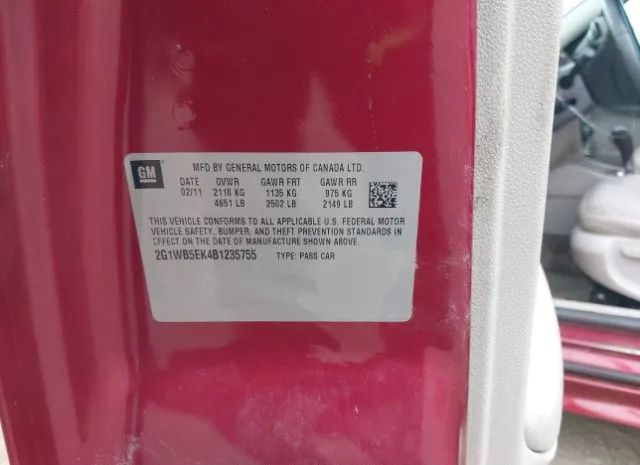 GM
MFD BY GENERAL MOTORS OF CANADA LTD.
DATE GVWR GAWR FRT GAWR RR
02/11 2110 KG 1135 KG 975 KG
4651 LB 2502 LB 2149 LB
THIS VEHICLE CONFORMS TO ALL APPLICABLE U.S. FEDERAL MOTOR
VEHICLE SAFETY, BUMPER, AND THEFT PREVENTION STANDARDS IN
EFFECT ON THE DATE OF MANUFACTURE SHOWN ABOVE.
2G1WB5EK4B1235755 TYPE: PASS CAR